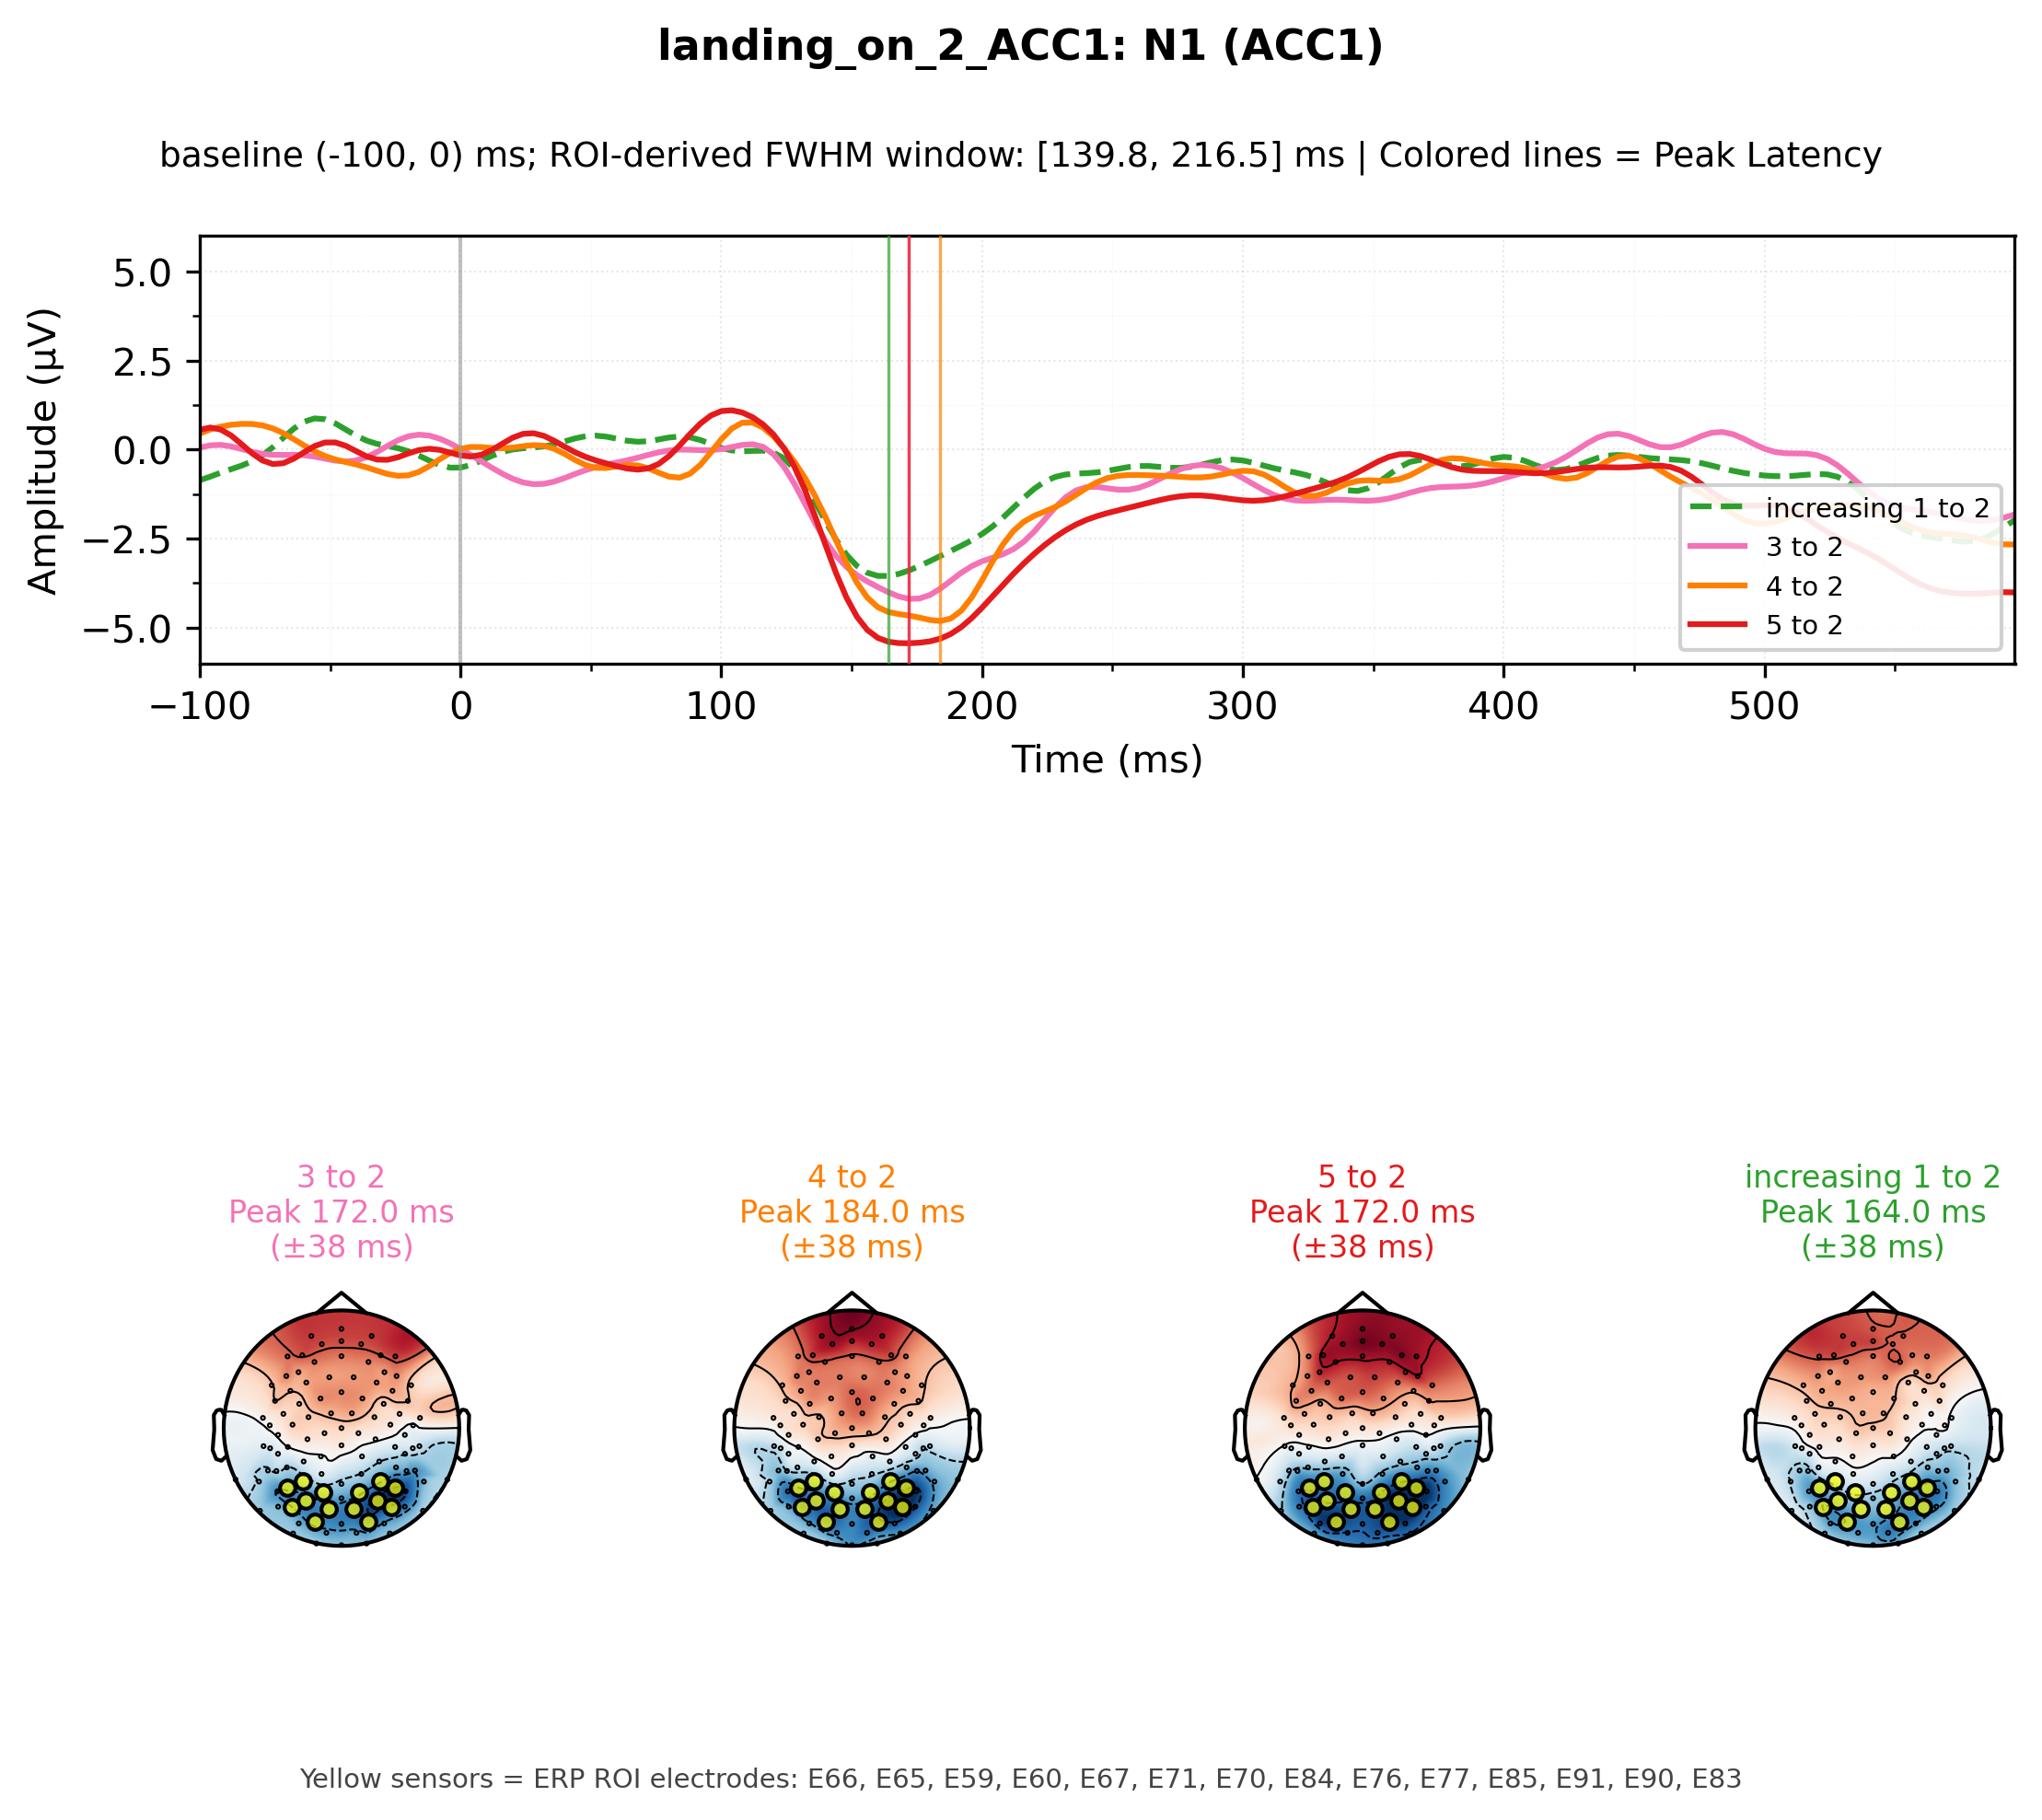 landing_on_2_ACC1: N1 (ACC1)
baseline (-100, 0) ms; ROI-derived FWHM window: [139.8, 216.5] ms | Colored lines = Peak Latency
Amplitude (µV)
5.0
2.5
0.0
−2.5
−5.0
increasing 1 to 2
3 to 2
4 to 2
5 to 2
−100 0 100 200 300 400 500
Time (ms)
3 to 2
Peak 172.0 ms
(±38 ms)
4 to 2
Peak 184.0 ms
(±38 ms)
5 to 2
Peak 172.0 ms
(±38 ms)
increasing 1 to 2
Peak 164.0 ms
(±38 ms)
Yellow sensors = ERP ROI electrodes: E66, E65, E59, E60, E67, E71, E70, E84, E76, E77, E85, E91, E90, E83